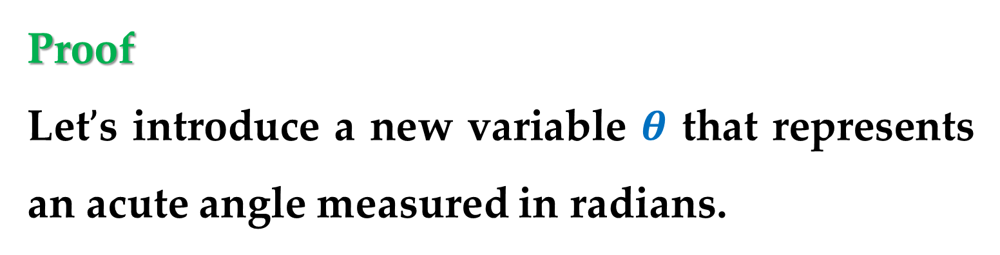 Proof
Let's introduce a new variable θ that represents
an acute angle measured in radians.